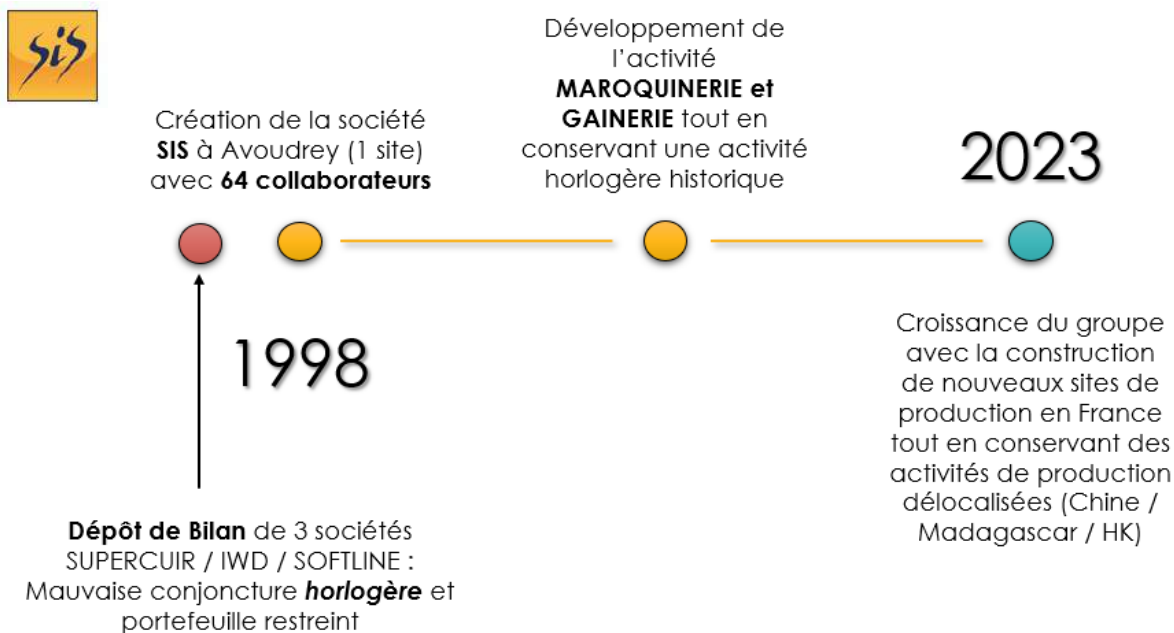 sis
Création de la société
SIS à Avoudrey (1 site)
avec 64 collaborateurs
Développement de
l’activité
MAROQUINERIE et
GAINERIE tout en
conservant une activité
horlogère historique
2023
1998
Dépôt de Bilan de 3 sociétés
SUPERCUIR / IWD / SOFTLINE :
Mauvaise conjoncture horlogère et
portefeuille restreint
Croissance du groupe
avec la construction
de nouveaux sites de
production en France
tout en conservant des
activités de production
délocalisées (Chine /
Madagascar / HK)